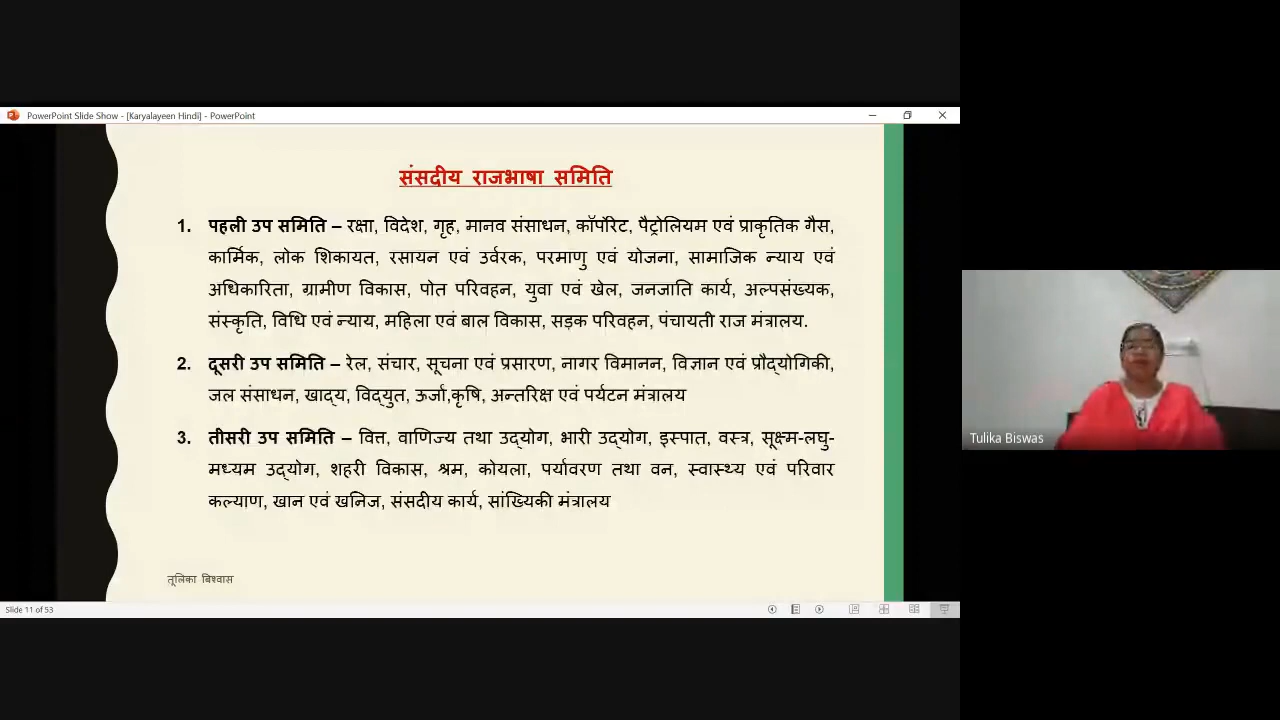 PowerPoint Slide Show - [Karyalayeen Hindi] - PowerPoint
संसदीय राजभाषा समिति
1. पहली उप समिति – रक्षा, विदेश, गृह, मानव संसाधन, कॉर्पोरेट, पैट्रोलियम एवं प्राकृतिक गैस,
कार्मिक, लोक शिकायत, रसायन एवं उर्वरक, परमाणु एवं योजना, सामाजिक न्याय एवं
अधिकारिता, ग्रामीण विकास, पोत परिवहन, युवा एवं खेल, जनजाति कार्य, अल्पसंख्यक,
संस्कृति, विधि एवं न्याय, महिला एवं बाल विकास, सड़क परिवहन, पंचायती राज मंत्रालय.
2. दूसरी उप समिति – रेल, संचार, सूचना एवं प्रसारण, नागर विमानन, विज्ञान एवं प्रौद्योगिकी,
जल संसाधन, खाद्य, विद्युत, ऊर्जा,कृषि, अन्तरिक्ष एवं पर्यटन मंत्रालय
3. तीसरी उप समिति – वित्त, वाणिज्य तथा उद्योग, भारी उद्योग, इस्पात, वस्त्र, सूक्ष्म-लघु-
मध्यम उद्योग, शहरी विकास, श्रम, कोयला, पर्यावरण तथा वन, स्वास्थ्य एवं परिवार
कल्याण, खान एवं खनिज, संसदीय कार्य, सांख्यिकी मंत्रालय
तूलिका बिश्वास
Slide 11 of 53
Tulika Biswas